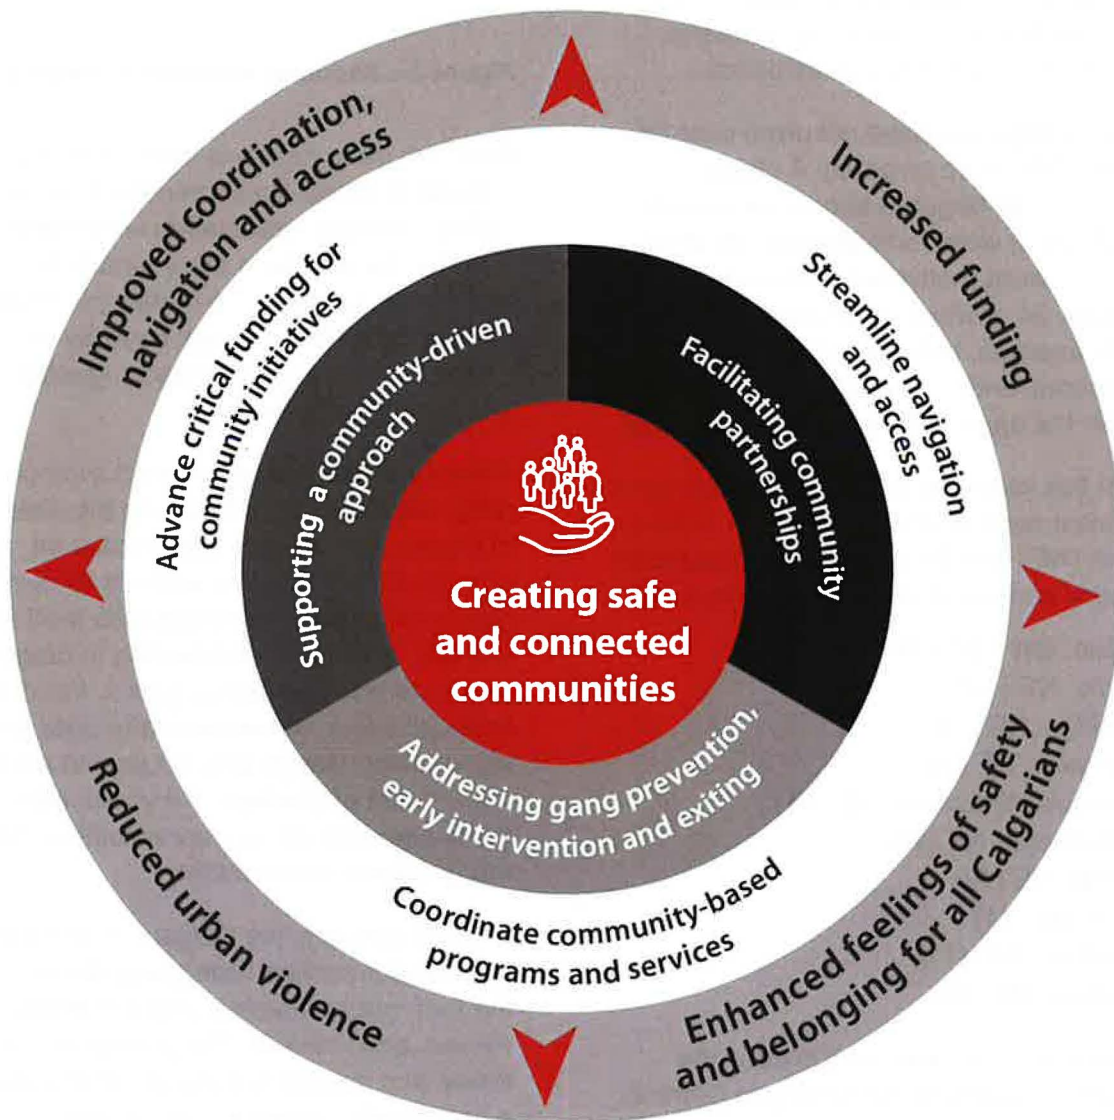 Improved coordination,
navigation and access
Increased funding
Advance critical funding for
community initiatives
Streamline navigation
and access
Supporting a community-driven
approach
Facilitating community
partnerships
Creating safe
and connected
communities
Addressing gang prevention,
early intervention and exiting
Coordinate community-based
programs and services
Reduced urban violence
Enhanced feelings of safety
and belonging for all Calgarians